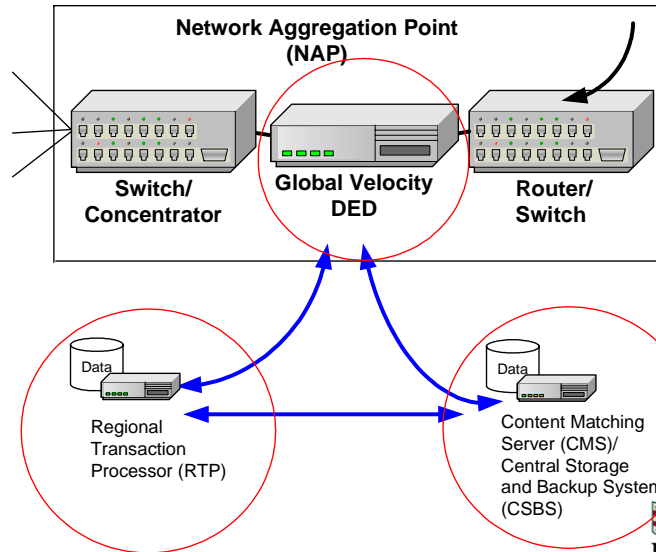 Network Aggregation Point
(NAP)
Switch/
Concentrator
Global Velocity
DED
Router/
Switch
Data
Regional
Transaction
Processor (RTP)
Data
Content Matching
Server (CMS)/
Central Storage
and Backup System
(CSBS)